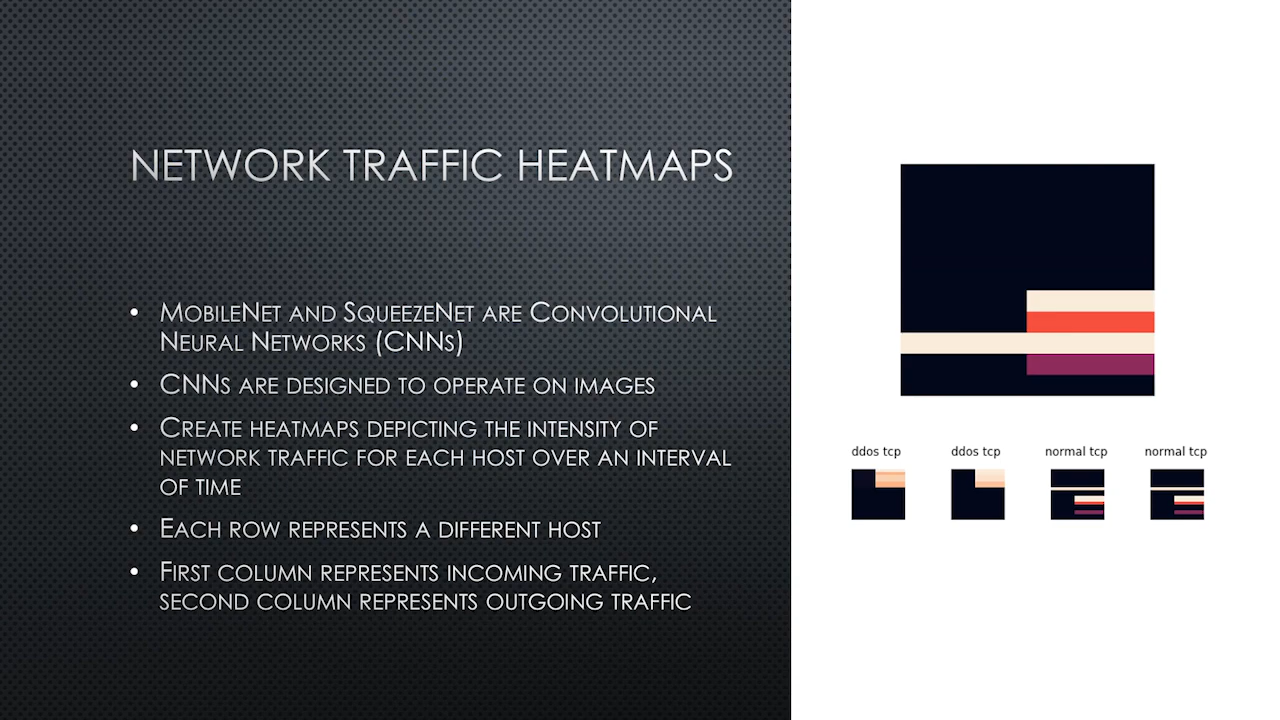 NETWORK TRAFFIC HEATMAPS
• MobileNet and SqueezeNet are Convolutional
Neural Networks (CNNs)
• CNNs are designed to operate on images
• Create heatmaps depicting the intensity of
network traffic for each host over an interval
of time
• Each row represents a different host
• First column represents incoming traffic,
second column represents outgoing traffic
ddos tcp ddos tcp normal tcp normal tcp